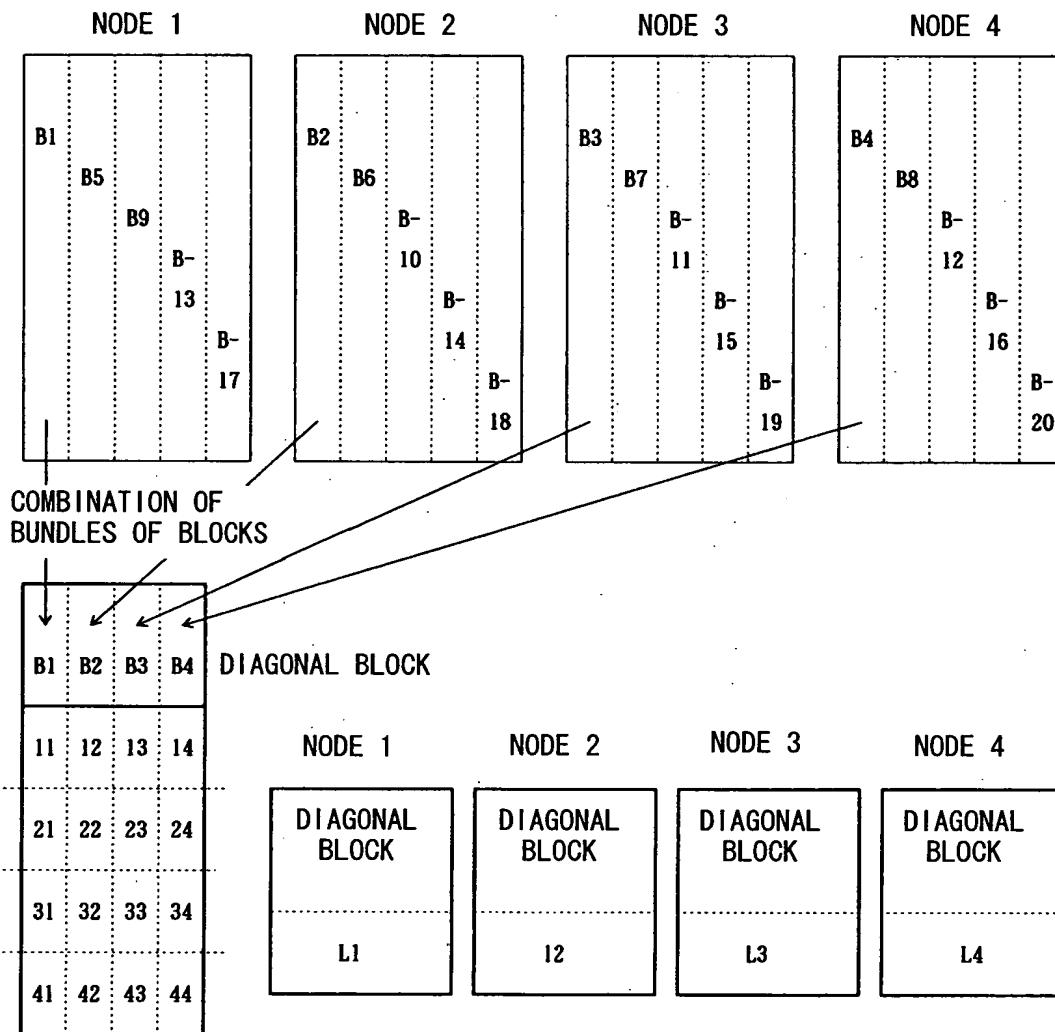 NODE 1 NODE 2 NODE 3 NODE 4
B1 B2 B3 B4
B5 B6 B7 B8
B9 B- B- B-
B- 10 11 12
13 B- B- B-
B- 14 15 16
17 B- B- B-
18 19 20
COMBINATION OF
BUNDLES OF BLOCKS
B1 B2 B3 B4 DIAGONAL BLOCK
11 12 13 14
NODE 1 NODE 2 NODE 3 NODE 4
21 22 23 24
DIAGONAL DIAGONAL DIAGONAL DIAGONAL
BLOCK BLOCK BLOCK BLOCK
31 32 33 34
L1 12 L3 L4
41 42 43 44